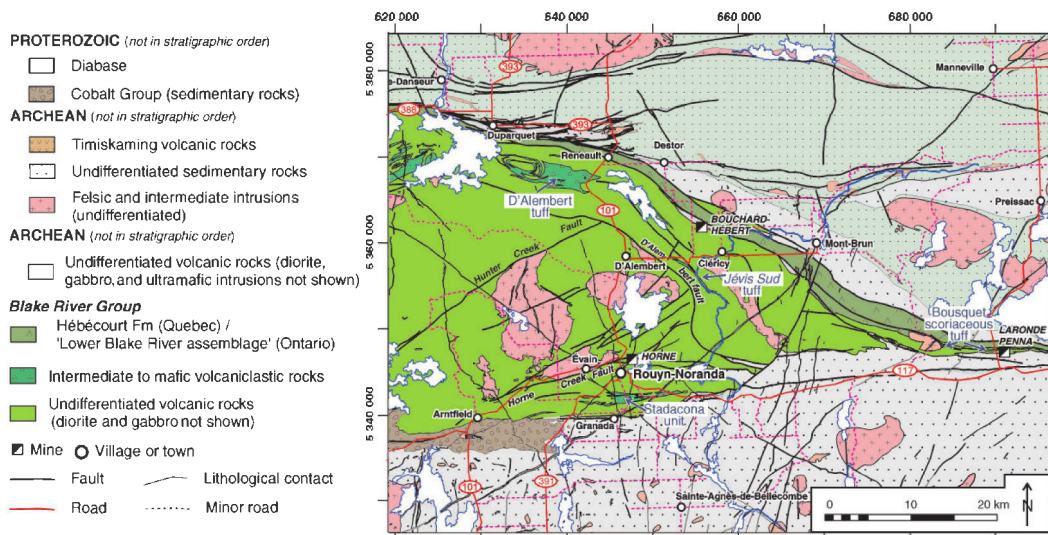 620 000
640 000
660 000
680 000
PROTEROZOIC (not in stratigraphic order)
Diabase
Cobalt Group (sedimentary rocks)
ARCHEAN (not in stratigraphic order)
Timiskaming volcanic rocks
Undifferentiated sedimentary rocks
Felsic and intermediate intrusions
(undifferentiated)
ARCHEAN (not in stratigraphic order)
Undifferentiated volcanic rocks (diorite,
gabbro, and ultramafic intrusions not shown)
Blake River Group
Hébécourt Fm (Quebec) /
'Lower Blake River assemblage' (Ontario)
Intermediate to mafic volcaniclastic rocks
Undifferentiated volcanic rocks
(diorite and gabbro not shown)
Mine
Village or town
Fault
Lithological contact
Road
Minor road
5 380 000
5 360 000
5 340 000
393
Manneville
e-Danseur
388
393
Duparquet
Reneault
Destor
D'Alembert
tuff
101
Preissac
BOUCHARD-
HÉBERT
Mont-Brun
Hunter Creek Fault
D'Alembert
D'Alem
bert fault
Cléricy
Jévis Sud
tuff
(Bousquet
scoriaceous
tuff
LARONDE
PENNA
HORNE
Évain
Horne Creek Fault
Rouyn-Noranda
117
Arntfield
Granada
Stadacona
unit
101
391
Sainte-Agnès-de-Bellecombe
N
0 10 20 km